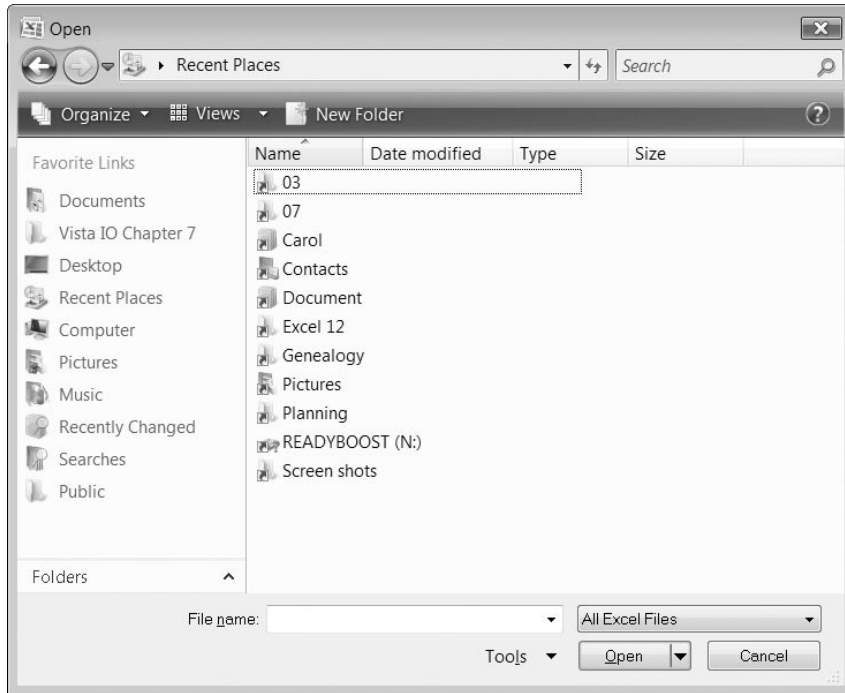 Open
Recent Places Search
Organize Views New Folder
Favorite Links
Documents
Vista IO Chapter 7
Desktop
Recent Places
Computer
Pictures
Music
Recently Changed
Searches
Public
Folders
Name Date modified Type Size
03
07
Carol
Contacts
Document
Excel 12
Genealogy
Pictures
Planning
READYBOOST (N:)
Screen shots
File name: All Excel Files
Tools Open Cancel